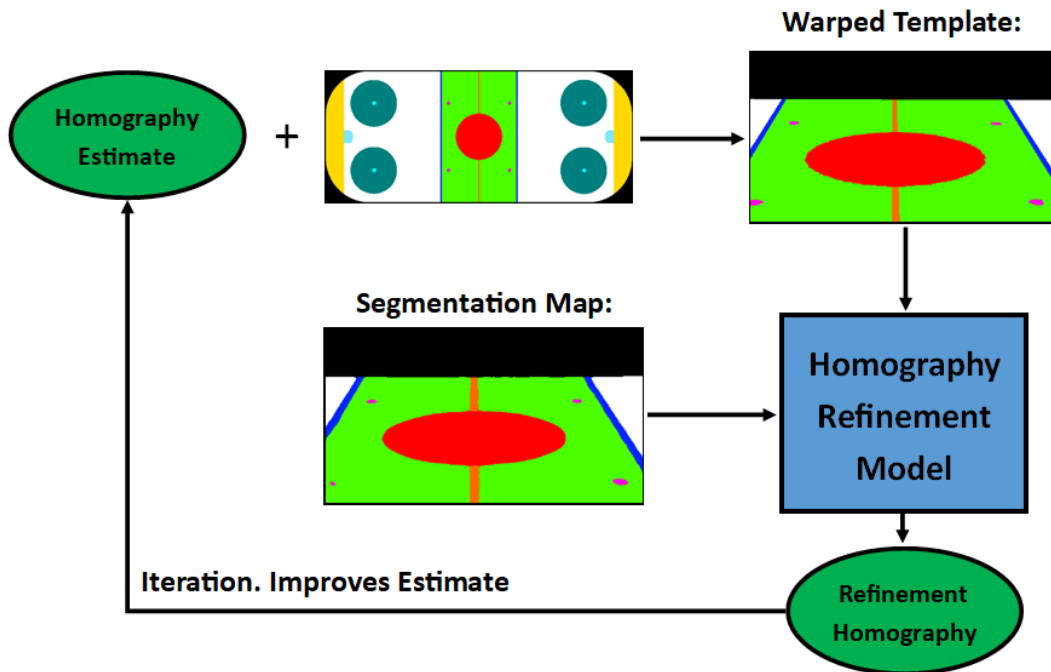 Warped Template:
Homography
Estimate
+
Segmentation Map:
Homography
Refinement
Model
Iteration. Improves Estimate
Refinement
Homography